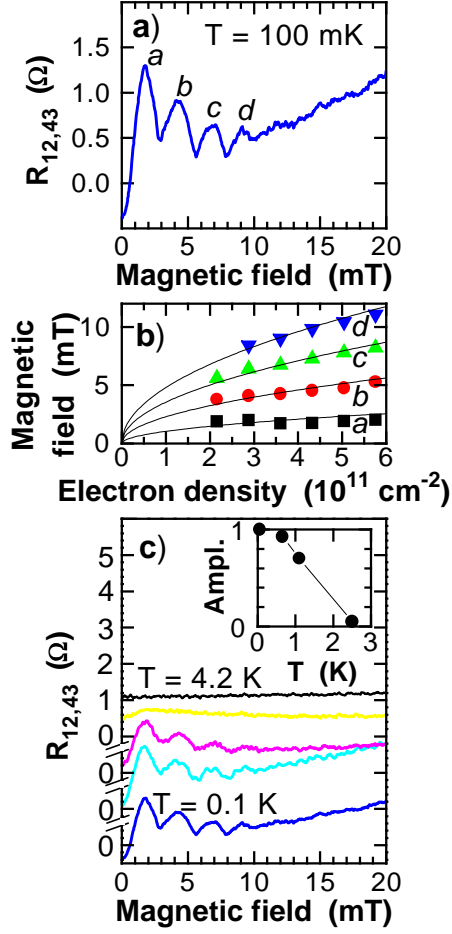 a)
T = 100 mK
a
b
c
d
1.5
1.0
0.5
0.0
R12,43 (Ω)
0 5 10 15 20
Magnetic field (mT)
b)
10
5
0
Magnetic
field (mT)
d
c
b
a
0 1 2 3 4 5 6
Electron density (10¹¹ cm⁻²)
c)
1
0
Ampl.
0 1 2 3
T (K)
5
4
3
2
1
0
0
0
0
R12,43 (Ω)
T = 4.2 K
T = 0.1 K
0 5 10 15 20
Magnetic field (mT)